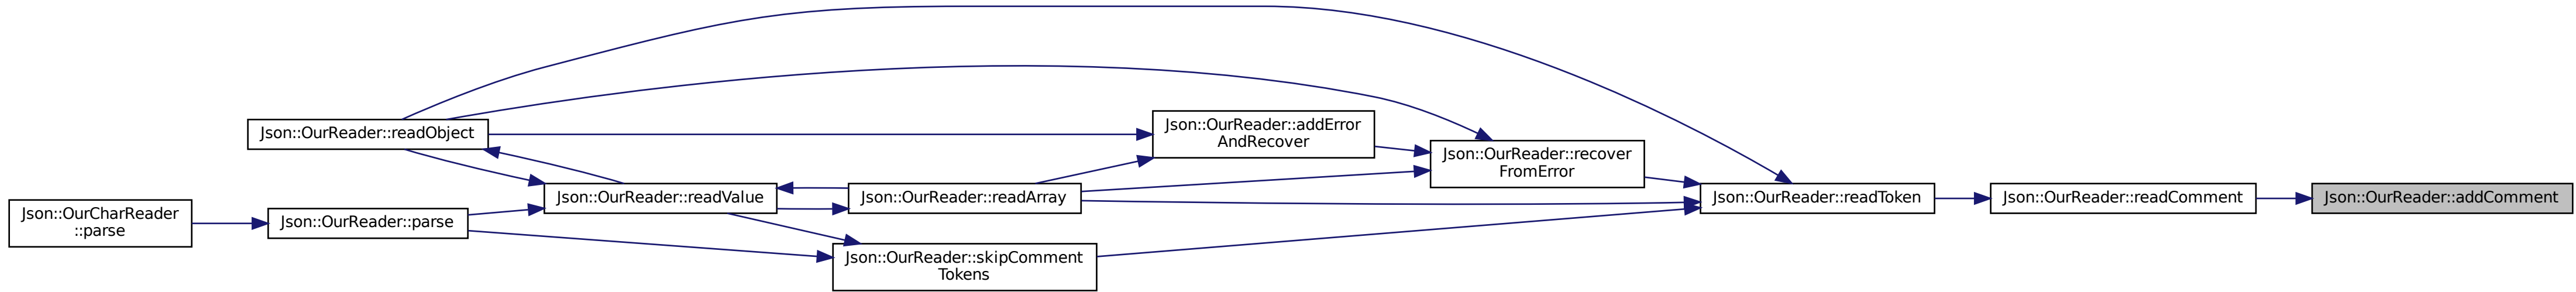 Json::OurCharReader
::parse
Json::OurReader::parse
Json::OurReader::readObject
Json::OurReader::readValue
Json::OurReader::readArray
Json::OurReader::skipComment
Tokens
Json::OurReader::addError
AndRecover
Json::OurReader::recover
FromError
Json::OurReader::readToken
Json::OurReader::readComment
Json::OurReader::addComment